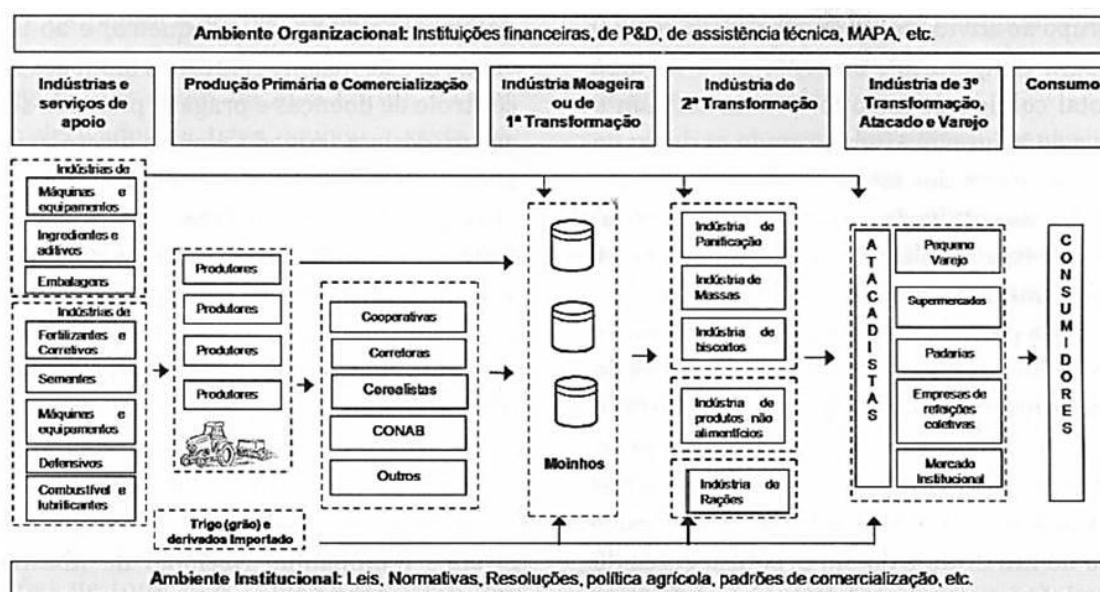 Ambiente Organizacional: Instituições financeiras, de P&D, de assistência técnica, MAPA, etc.
Indústrias e
serviços de
apoio
Produção Primária e Comercialização
Indústria Moageira
ou de
1ª Transformação
Indústria de
2ª Transformação
Indústria de 3ª
Transformação,
Atacado e Varejo
Consumo
Indústrias de
Máquinas e
equipamentos
Ingredientes e
aditivos
Embalagens
Indústrias de
Fertilizantes e
Corretivos
Sementes
Máquinas e
equipamentos
Defensivos
Combustível e
lubrificantes
Produtores
Produtores
Produtores
Produtores
Cooperativas
Corretoras
Cerealistas
CONAB
Outros
Trigo (grão) e
derivados Importado
Moinhos
Indústria de
Panificação
Indústria de
Massas
Indústria de
biscoitos
Indústria de
produtos não
alimentícios
Indústria de
Rações
ATACADISTAS
Pequeno
Varejo
Supermercados
Padarias
Empresas de
refeições
coletivas
Mercado
Institucional
CONSUMIDORES
Ambiente Institucional: Leis, Normativas, Resoluções, política agrícola, padrões de comercialização, etc.